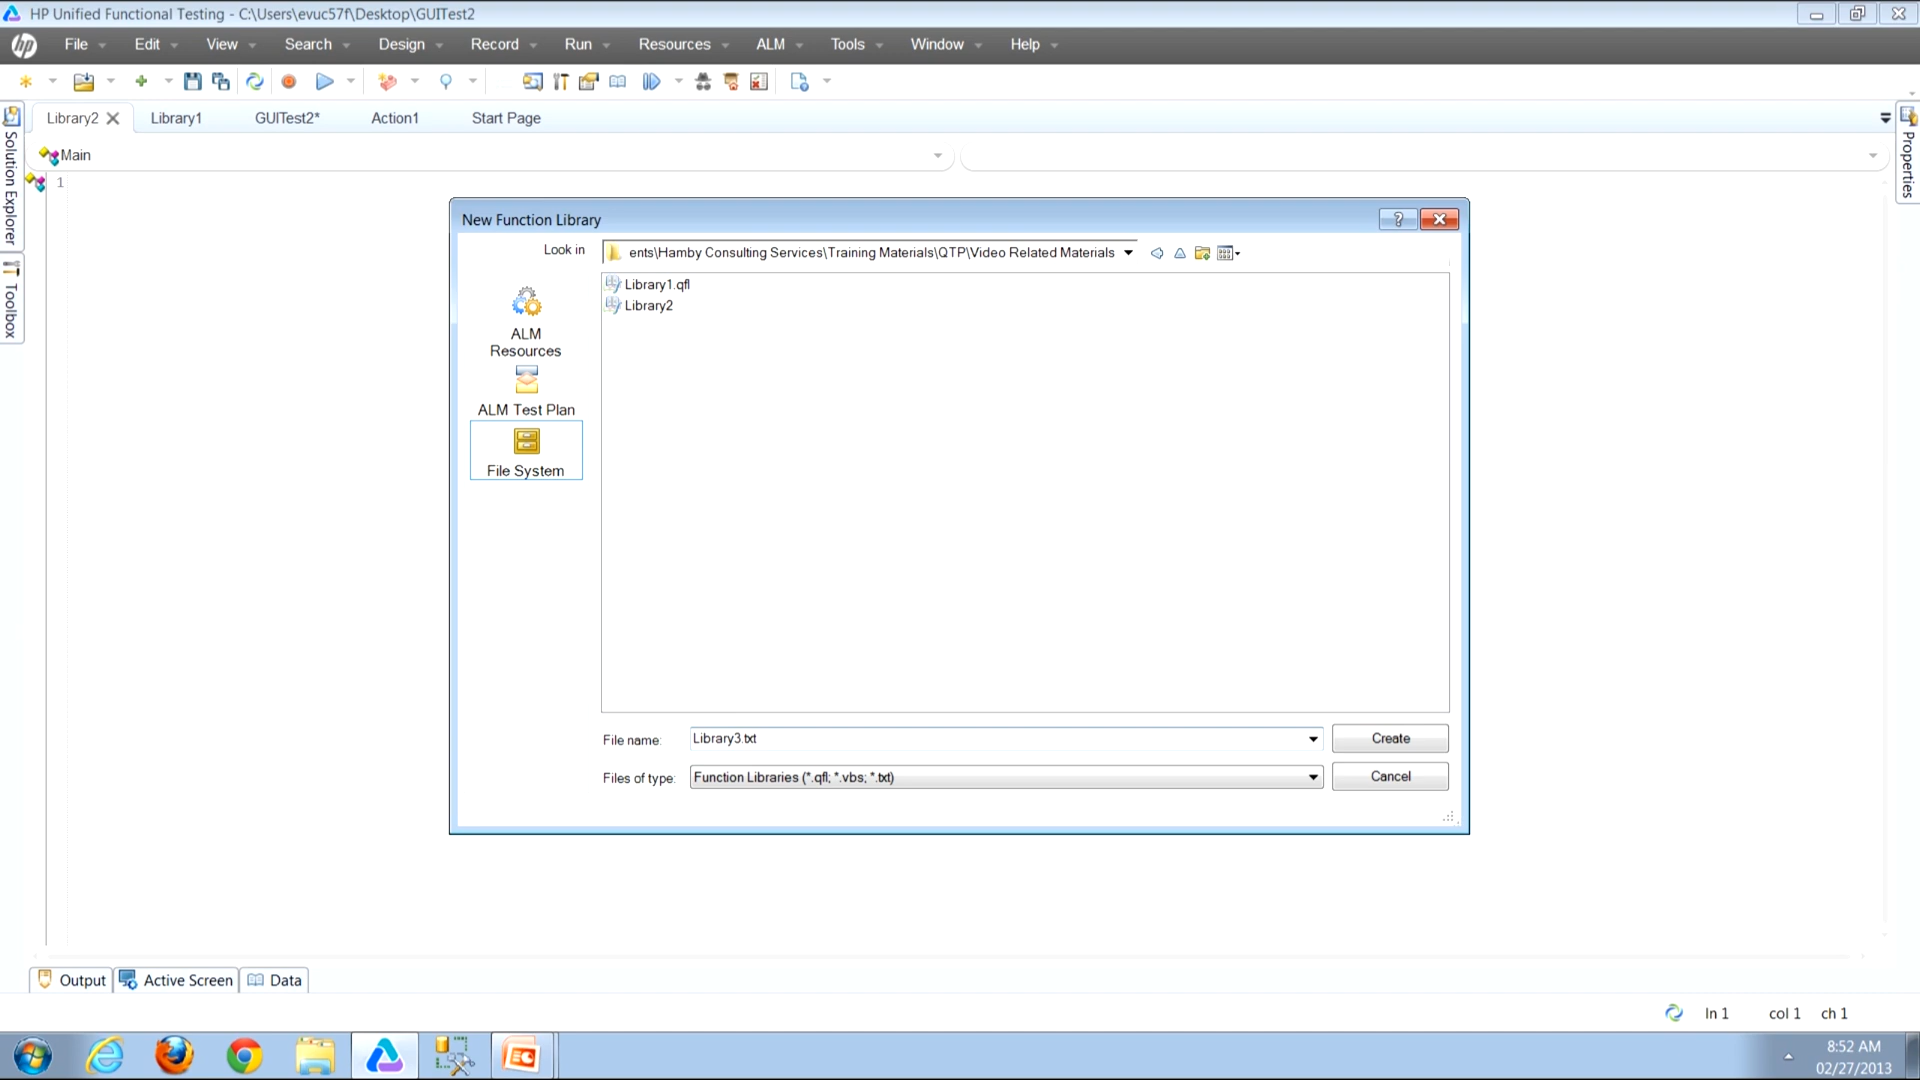 HP Unified Functional Testing - C:\Users\evuc57f\Desktop\GUITest2
hp File Edit View Search Design Record Run Resources ALM Tools Window Help
Library2 Library1 GUITest2* Action1 Start Page
Main
1
Solution Explorer
Toolbox
Properties
New Function Library
?
Look in ents\Hamby Consulting Services\Training Materials\QTP\Video Related Materials
Library1.qfl
Library2
ALM
Resources
ALM Test Plan
File System
File name: Library3.txt Create
Files of type: Function Libraries (*.qfl; *.vbs; *.txt) Cancel
Output Active Screen Data
ln 1 col 1 ch 1
8:52 AM
02/27/2013